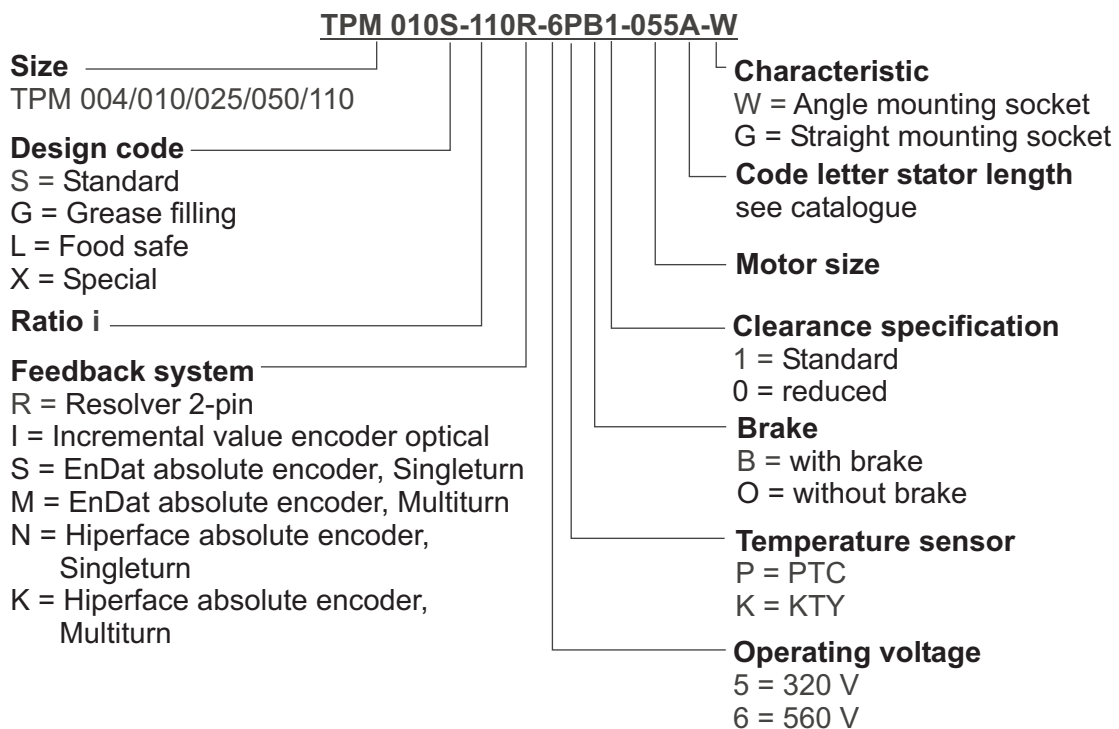 TPM 010S-110R-6PB1-055A-W
Size
TPM 004/010/025/050/110
Design code
S = Standard
G = Grease filling
L = Food safe
X = Special
Ratio i
Feedback system
R = Resolver 2-pin
I = Incremental value encoder optical
S = EnDat absolute encoder, Singleturn
M = EnDat absolute encoder, Multiturn
N = Hiperface absolute encoder,
Singleturn
K = Hiperface absolute encoder,
Multiturn
Characteristic
W = Angle mounting socket
G = Straight mounting socket
Code letter stator length
see catalogue
Motor size
Clearance specification
1 = Standard
0 = reduced
Brake
B = with brake
O = without brake
Temperature sensor
P = PTC
K = KTY
Operating voltage
5 = 320 V
6 = 560 V